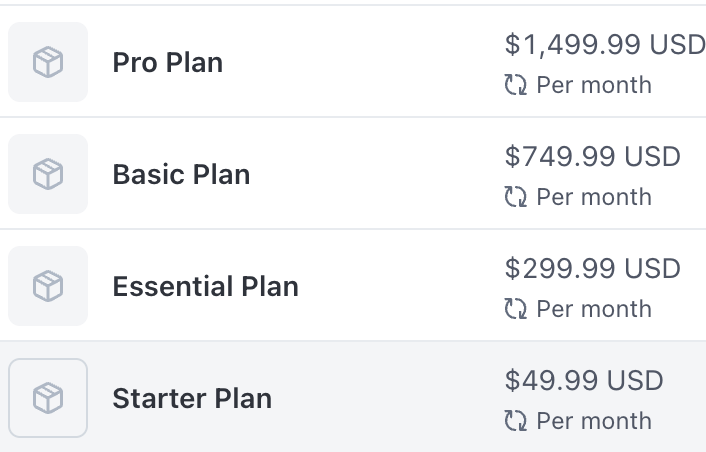 Pro Plan
$1,499.99 USD
Per month
Basic Plan
$749.99 USD
Per month
Essential Plan
$299.99 USD
Per month
Starter Plan
$49.99 USD
Per month